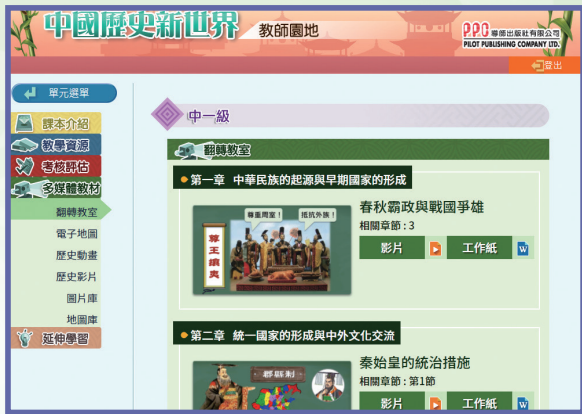 中國歷史新世界
教師園地
PPC 導師出版社有限公司
PILOT PUBLISHING COMPANY LTD.
登出
單元選單
課本介紹
教學資源
考核評估
多媒體教材
翻轉教室
電子地圖
歷史動畫
歷史影片
圖片庫
地圖庫
延伸學習
中一級
翻轉教室
第一章 中華民族的起源與早期國家的形成
尊重周室！
抵抗外族！
尊王攘夷
春秋霸政與戰國爭雄
相關章節：3
影片
工作紙
W
第二章 統一國家的形成與中外文化交流
郡縣制
秦始皇的統治措施
相關章節：第1節
影片
工作紙
W